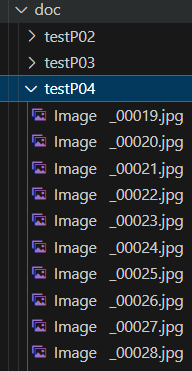 doc
testP02
testP03
testP04
Image _00019.jpg
Image _00020.jpg
Image _00021.jpg
Image _00022.jpg
Image _00023.jpg
Image _00024.jpg
Image _00025.jpg
Image _00026.jpg
Image _00027.jpg
Image _00028.jpg